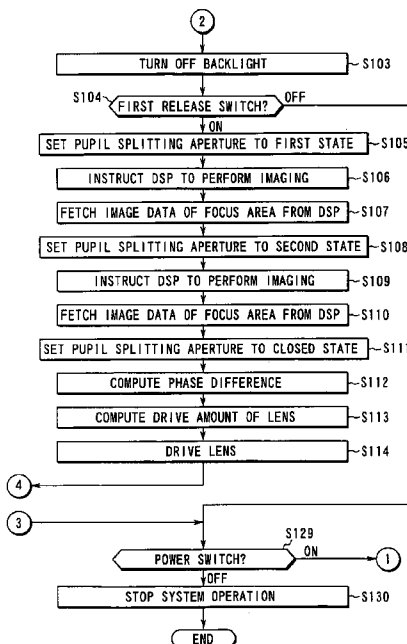 2
TURN OFF BACKLIGHT
S103
S104
FIRST RELEASE SWITCH?
OFF
ON
SET PUPIL SPLITTING APERTURE TO FIRST STATE
S105
INSTRUCT DSP TO PERFORM IMAGING
S106
FETCH IMAGE DATA OF FOCUS AREA FROM DSP
S107
SET PUPIL SPLITTING APERTURE TO SECOND STATE
S108
INSTRUCT DSP TO PERFORM IMAGING
S109
FETCH IMAGE DATA OF FOCUS AREA FROM DSP
S110
SET PUPIL SPLITTING APERTURE TO CLOSED STATE
S111
COMPUTE PHASE DIFFERENCE
S112
COMPUTE DRIVE AMOUNT OF LENS
S113
DRIVE LENS
S114
4
3
S129
POWER SWITCH?
ON
1
OFF
STOP SYSTEM OPERATION
S130
END